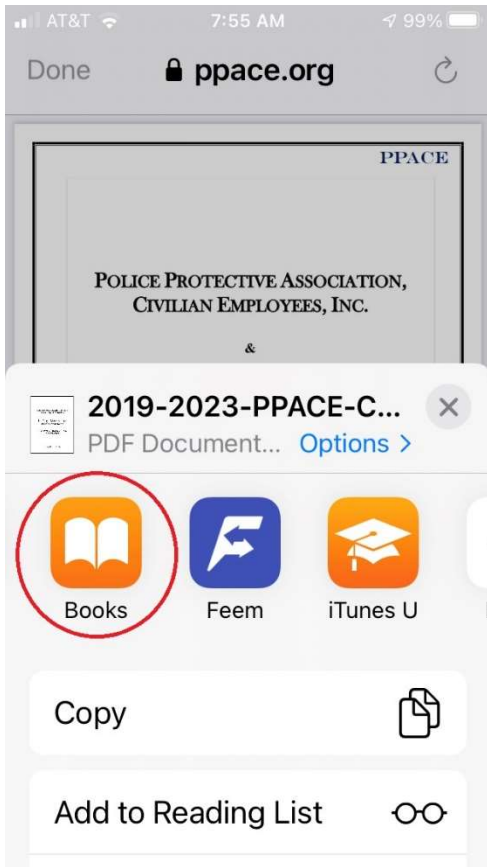 AT&T 7:55 AM 99%
Done ppace.org
PPACE
POLICE PROTECTIVE ASSOCIATION,
CIVILIAN EMPLOYEES, INC.
&
2019-2023-PPACE-C...
PDF Document... Options >
Books Feem iTunes U
Copy
Add to Reading List